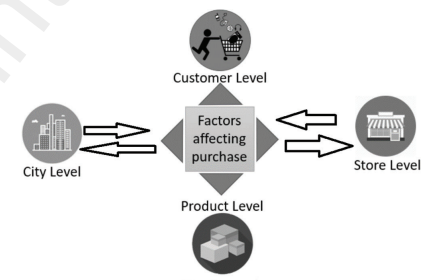 Customer Level
Factors
affecting
purchase
City Level
Store Level
Product Level